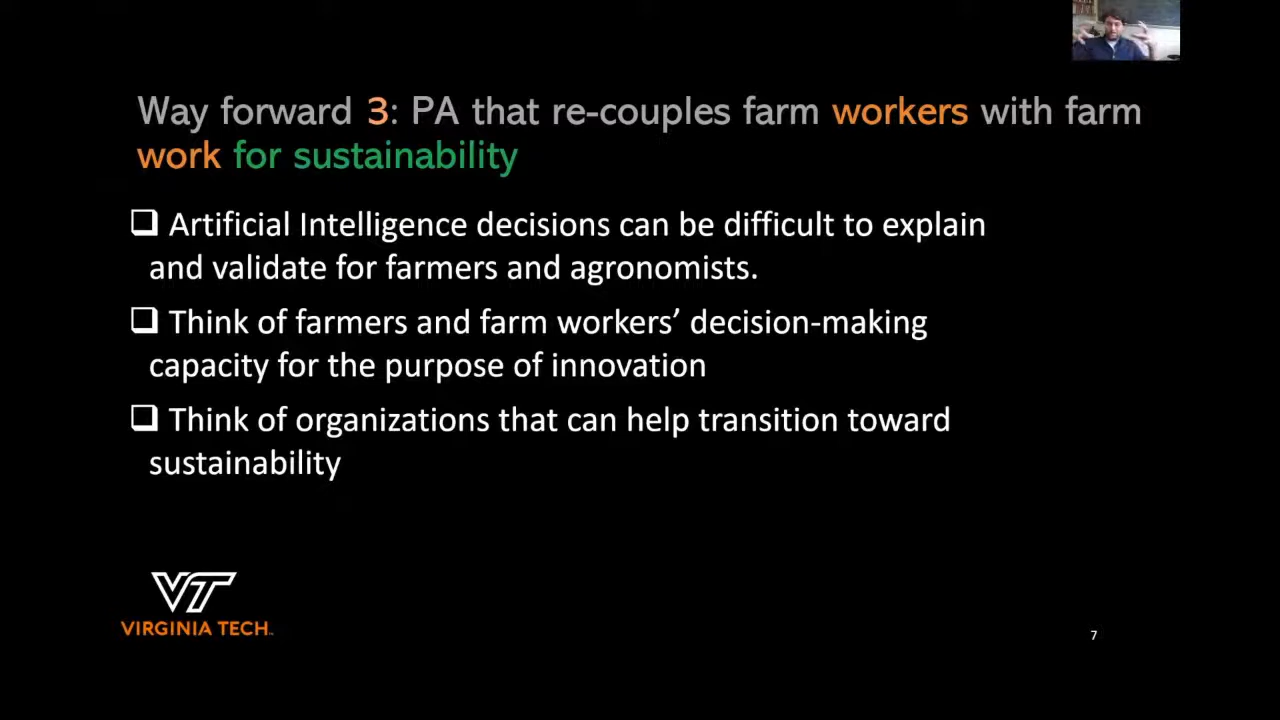 Way forward 3: PA that re-couples farm workers with farm
work for sustainability
❑ Artificial Intelligence decisions can be difficult to explain
and validate for farmers and agronomists.
❑ Think of farmers and farm workers’ decision-making
capacity for the purpose of innovation
❑ Think of organizations that can help transition toward
sustainability
VT
VIRGINIA TECH™
7